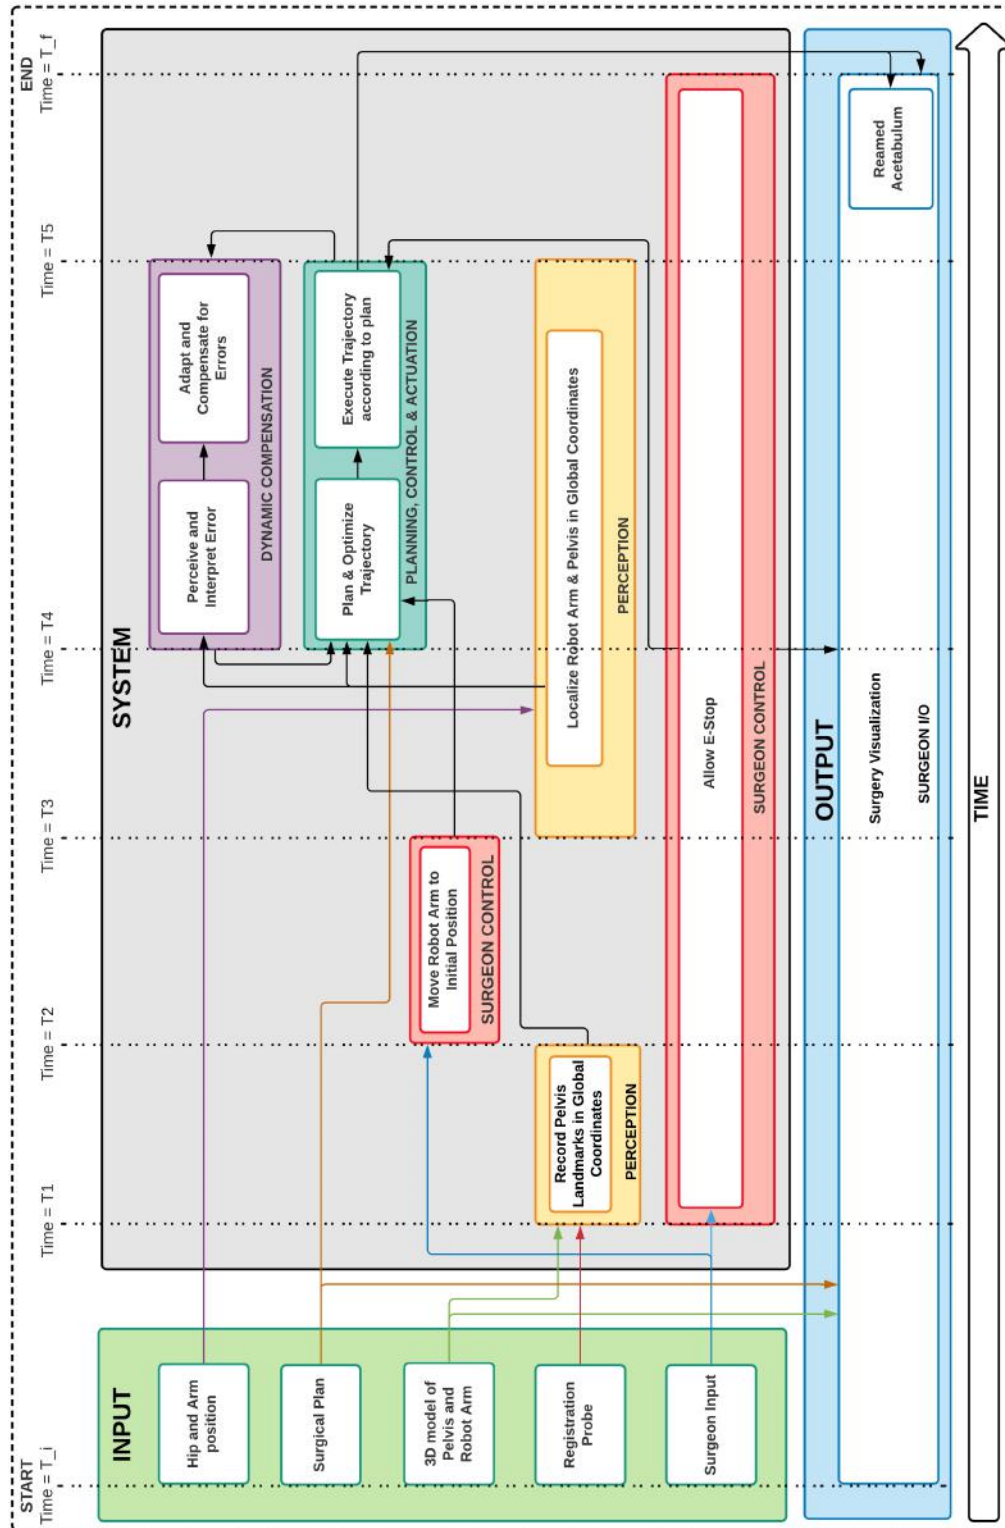 START
Time = T_i
Time = T1
Time = T2
Time = T3
Time = T4
Time = T5
END
Time = T_f
INPUT
Hip and Arm
position
Surgical Plan
3D model of
Pelvis and
Robot Arm
Registration
Probe
Surgeon Input
SYSTEM
Perceive and
Interpret Error
Adapt and
Compensate for
Errors
DYNAMIC COMPENSATION
Plan & Optimize
Trajectory
Execute Trajectory
according to plan
PLANNING, CONTROL & ACTUATION
Move Robot Arm to
Initial Position
SURGEON CONTROL
Record Pelvis
Landmarks in Global
Coordinates
PERCEPTION
Localize Robot Arm & Pelvis in Global Coordinates
PERCEPTION
Allow E-Stop
SURGEON CONTROL
OUTPUT
Surgery Visualization
SURGEON I/O
Reamed
Acetabulum
TIME